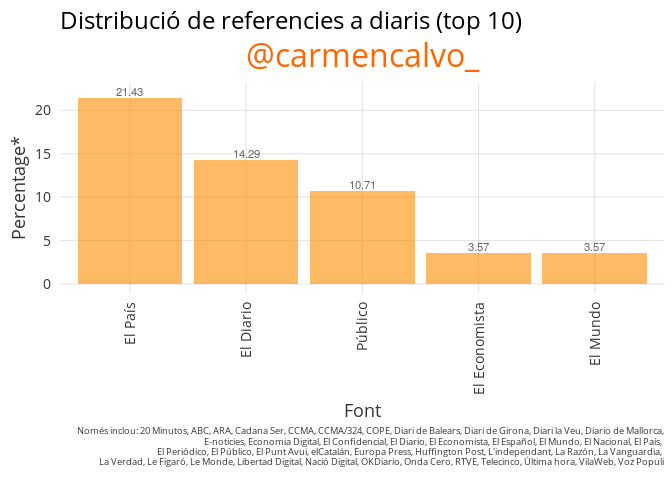 Distribució de referencies a diaris (top 10)
@carmencalvo_
Percentage*
20
15
10
5
0
21.43
14.29
10.71
3.57
3.57
El País
El Diario
Público
El Economista
El Mundo
Font
Només inclou: 20 Minutos, ABC, ARA, Cadana Ser, CCMA, CCMA/324, COPE, Diari de Balears, Diari de Girona, Diari la Veu, Diario de Mallorca,
E-noticies, Economia Digital, El Confidencial, El Diario, El Economista, El Español, El Mundo, El Nacional, El País,
El Periódico, El Público, El Punt Avui, elCatalán, Europa Press, Huffington Post, L'independant, La Razón, La Vanguardia,
La Verdad, Le Figaró, Le Monde, Libertad Digital, Nació Digital, OKDiario, Onda Cero, RTVE, Telecinco, Última hora, VilaWeb, Voz Populi